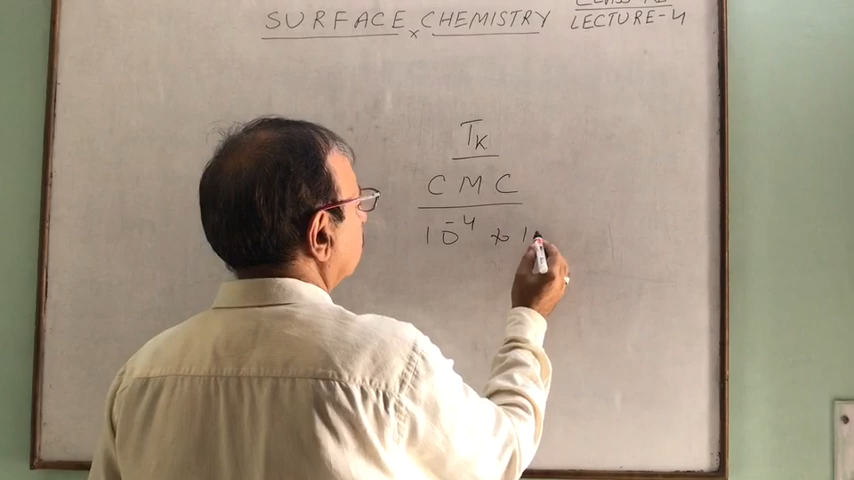 SURFACE CHEMISTRY
LECTURE-4
TK
CMC
10⁻⁴ to 1